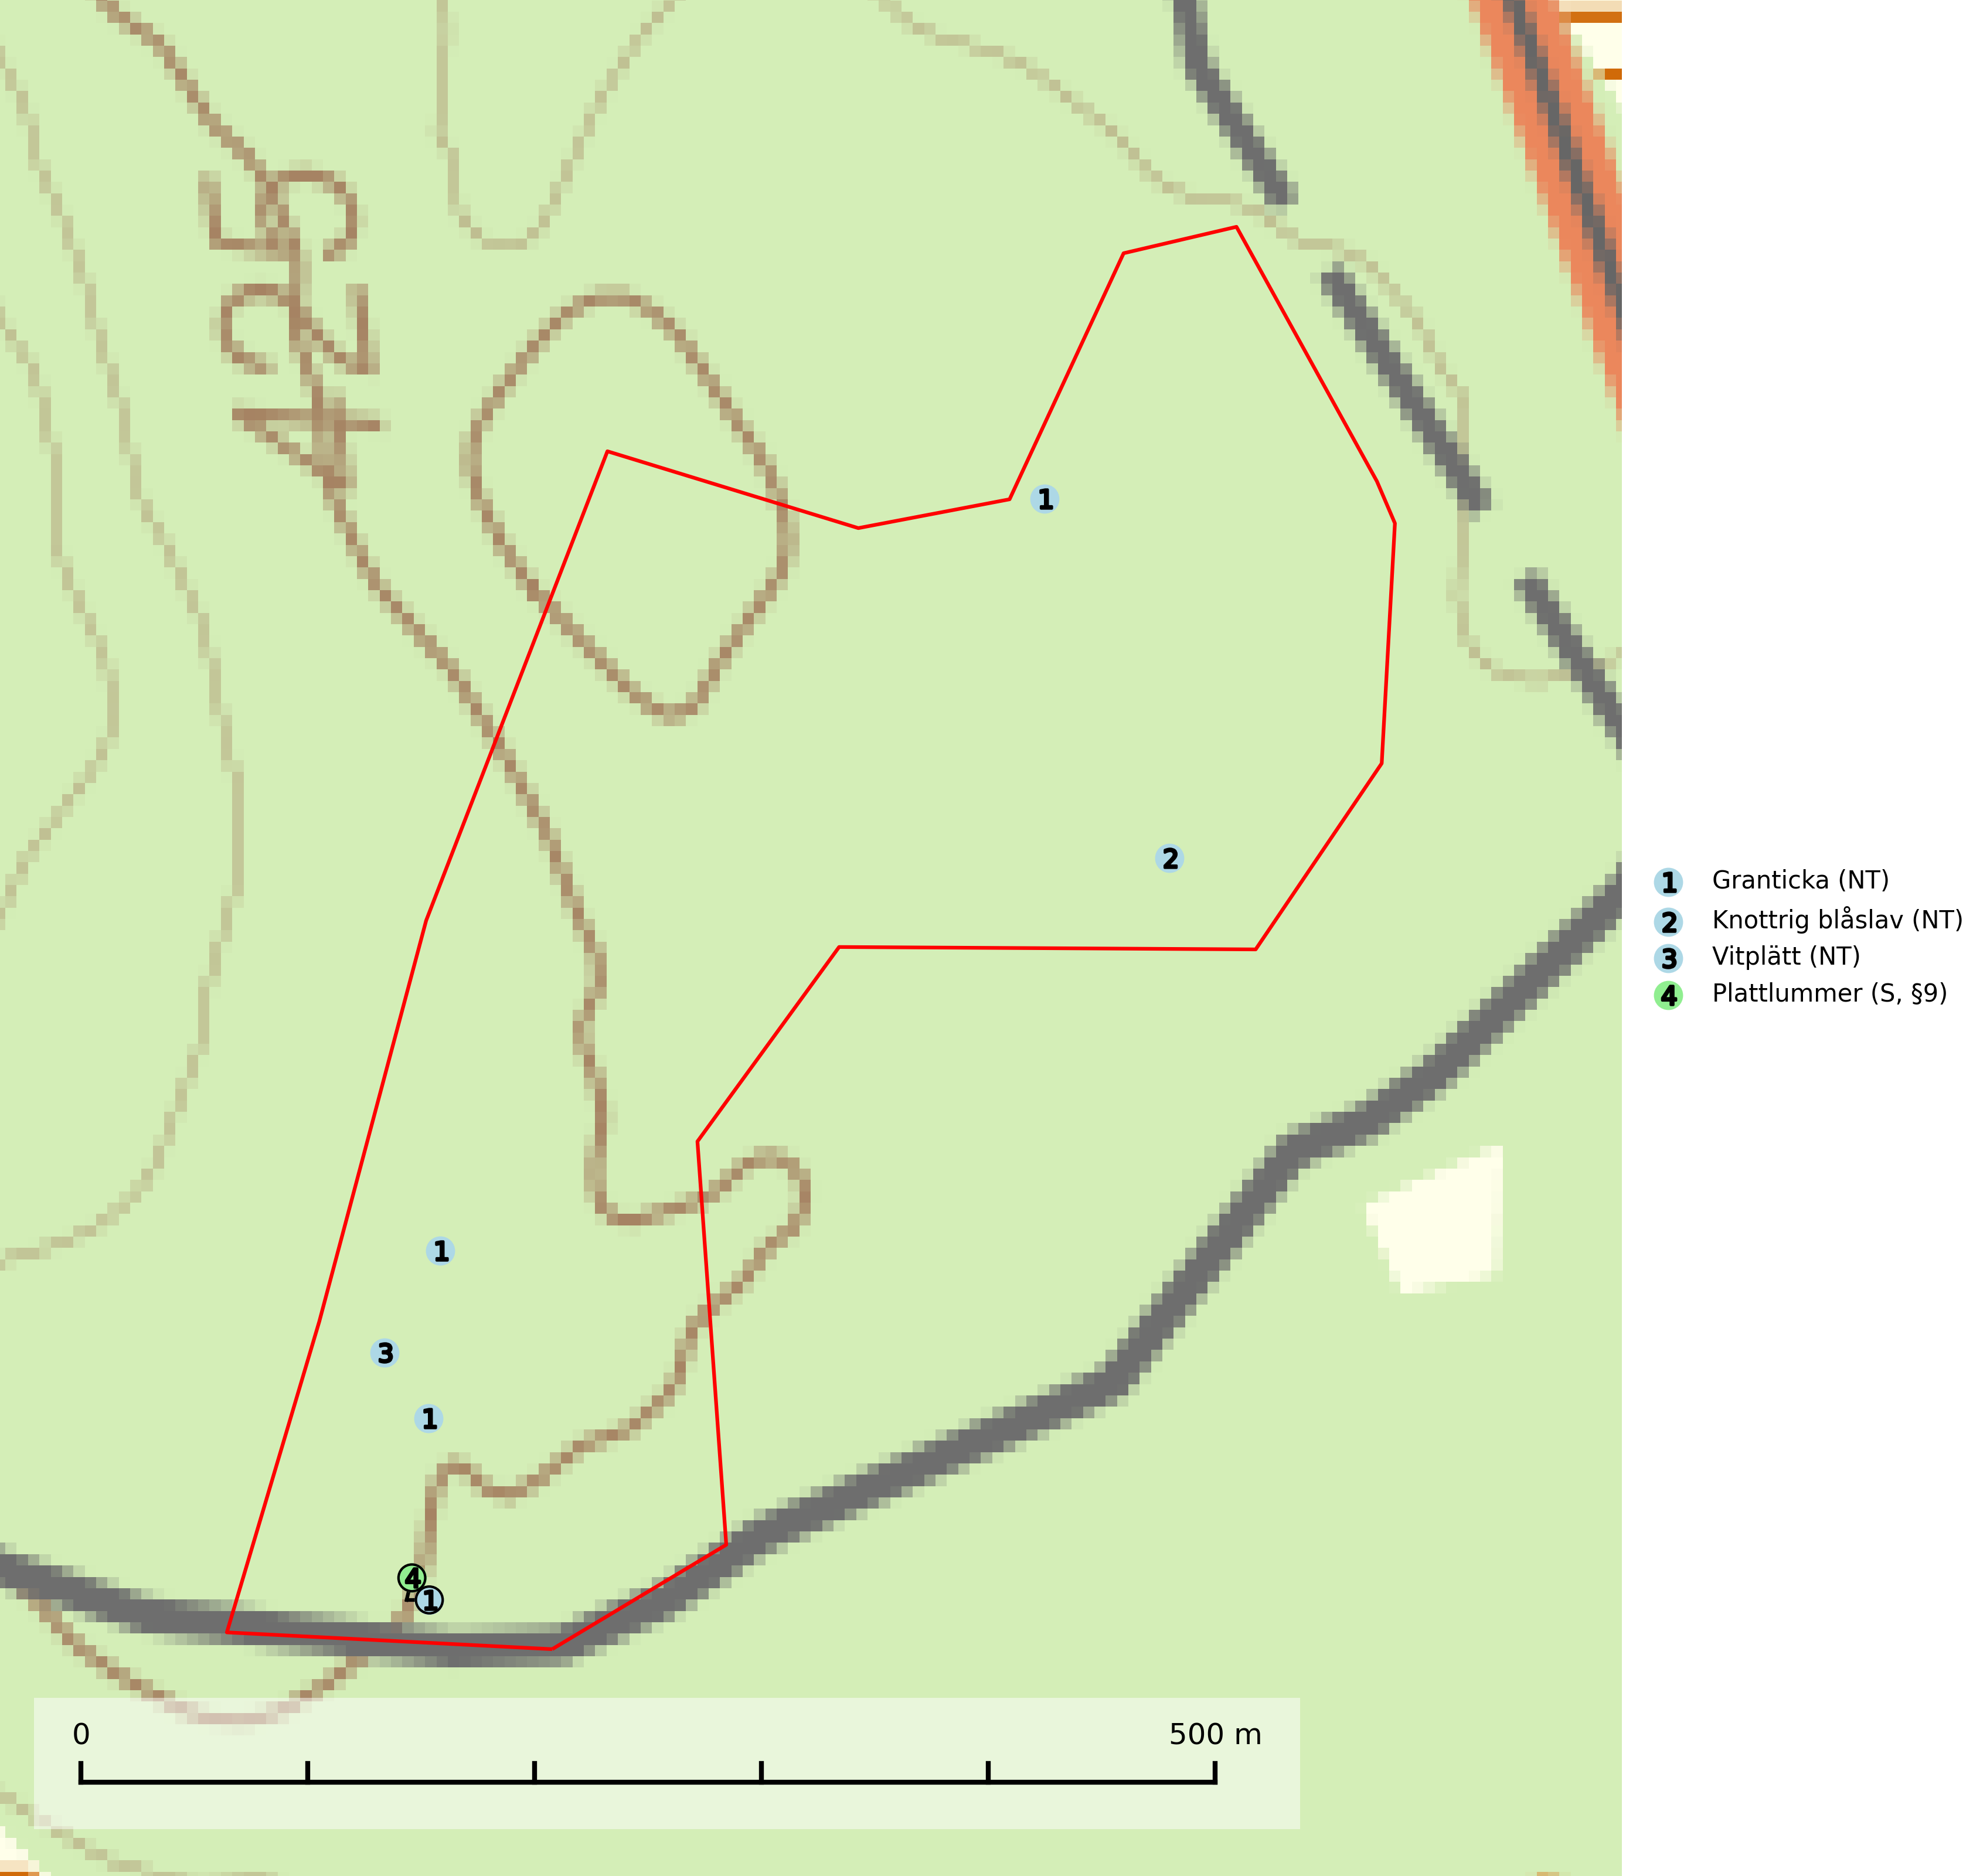 425
1
2
1
3
1
4
1
0 500 m
1 Granticka (NT)
2 Knottrig blåslav (NT)
3 Vitplätt (NT)
4 Plattlummer (S, §9)